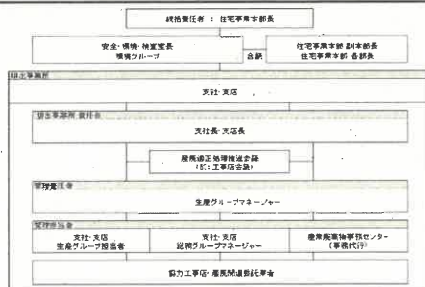 統括責任者 : 住宅事業本部長
安全・環境・検査室長
環境グループ
合議
住宅事業本部 副本部長
住宅事業本部 各部長
排出事業所
支社・支店
排出事業所 責任者
支社長・支店長
産廃適正処理推進会議
(於:工事店会議)
管理責任者
生産グループマネージャー
管理担当者
支社・支店
生産グループ担当者
支社・支店
総務グループマネージャー
産業廃棄物事務センター
(事務代行)
協力工事店・産廃関連委託業者